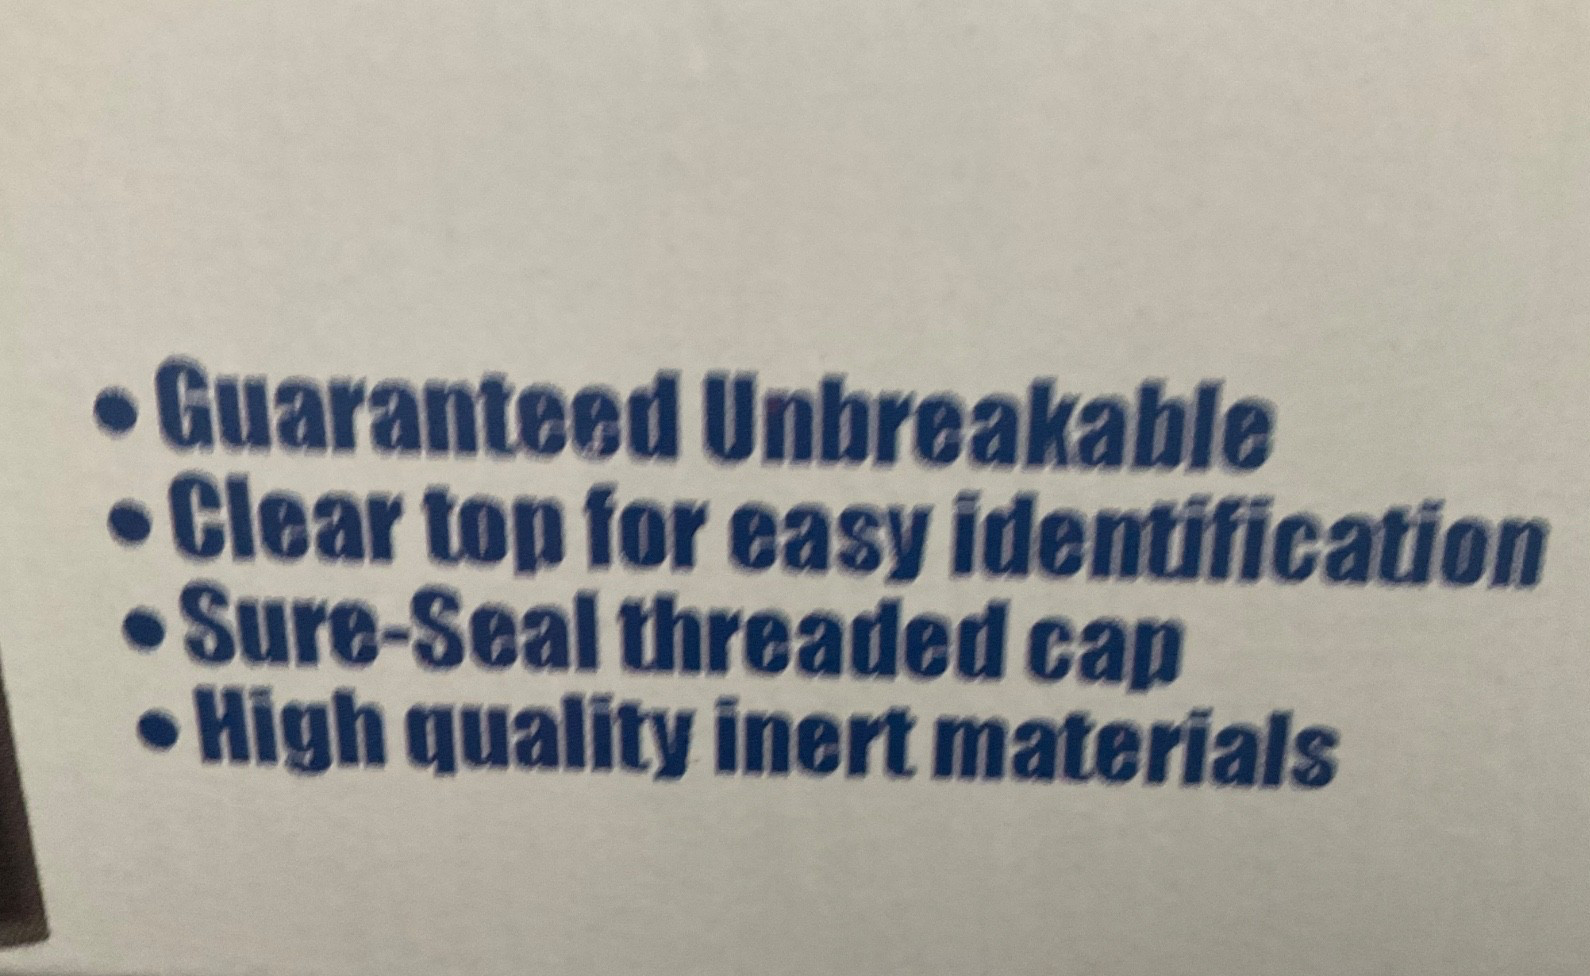 • Guaranteed Unbreakable
• Clear top for easy identification
• Sure-Seal threaded cap
• High quality inert materials